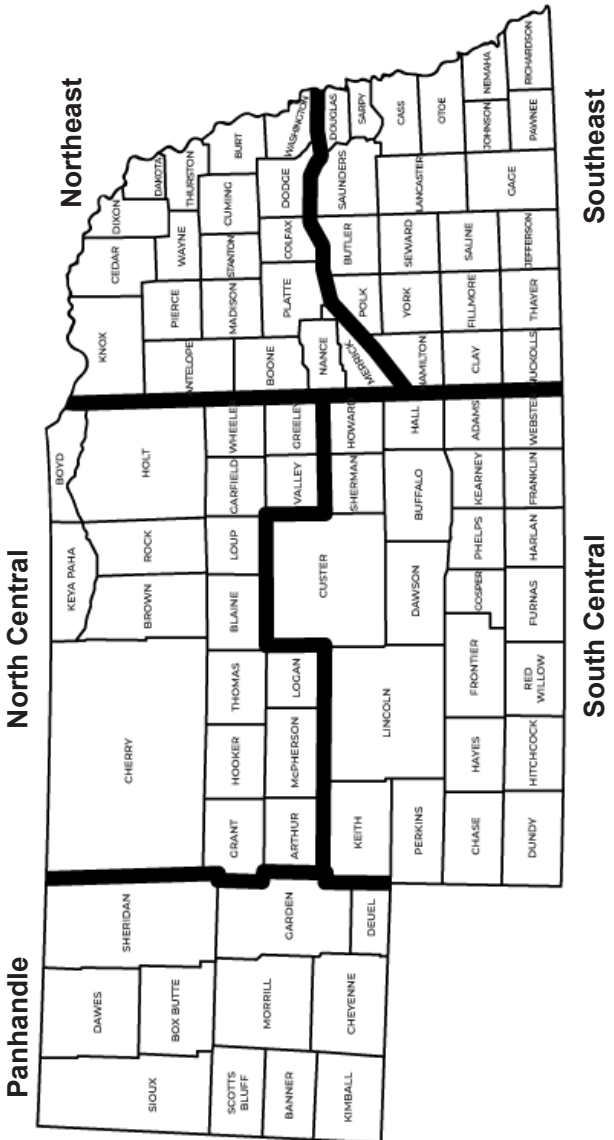 Panhandle
North Central
Northeast
SIOUX
DAWES
SHERIDAN
BOX BUTTE
CHERRY
KEYA PAHA
BOYD
BROWN
ROCK
HOLT
KNOX
CEDAR
DIXON
DAKOTA
ANTELOPE
PIERCE
WAYNE
THURSTON
SCOTTS
BLUFF
MORRILL
GARDEN
GRANT
HOOKER
THOMAS
BLAINE
LOUP
GARFIELD
WHEELER
BOONE
MADISON
STANTON
CUMING
BURT
BANNER
ARTHUR
McPHERSON
LOGAN
CUSTER
VALLEY
GREELEY
NANCE
PLATTE
COLFAX
DODGE
WASHINGTON
KIMBALL
CHEYENNE
DEUEL
KEITH
LINCOLN
SHERMAN
HOWARD
MERRICK
POLK
BUTLER
SAUNDERS
DOUGLAS
SARPY
PERKINS
DAWSON
BUFFALO
HALL
HAMILTON
YORK
SEWARD
LANCASTER
CASS
OTOE
CHASE
HAYES
FRONTIER
GOSPER
PHELPS
KEARNEY
ADAMS
CLAY
FILLMORE
SALINE
GAGE
JOHNSON
NEMAHA
DUNDY
HITCHCOCK
RED
WILLOW
FURNAS
HARLAN
FRANKLIN
WEBSTER
NUCKOLLS
THAYER
JEFFERSON
PAWNEE
RICHARDSON
South Central
Southeast